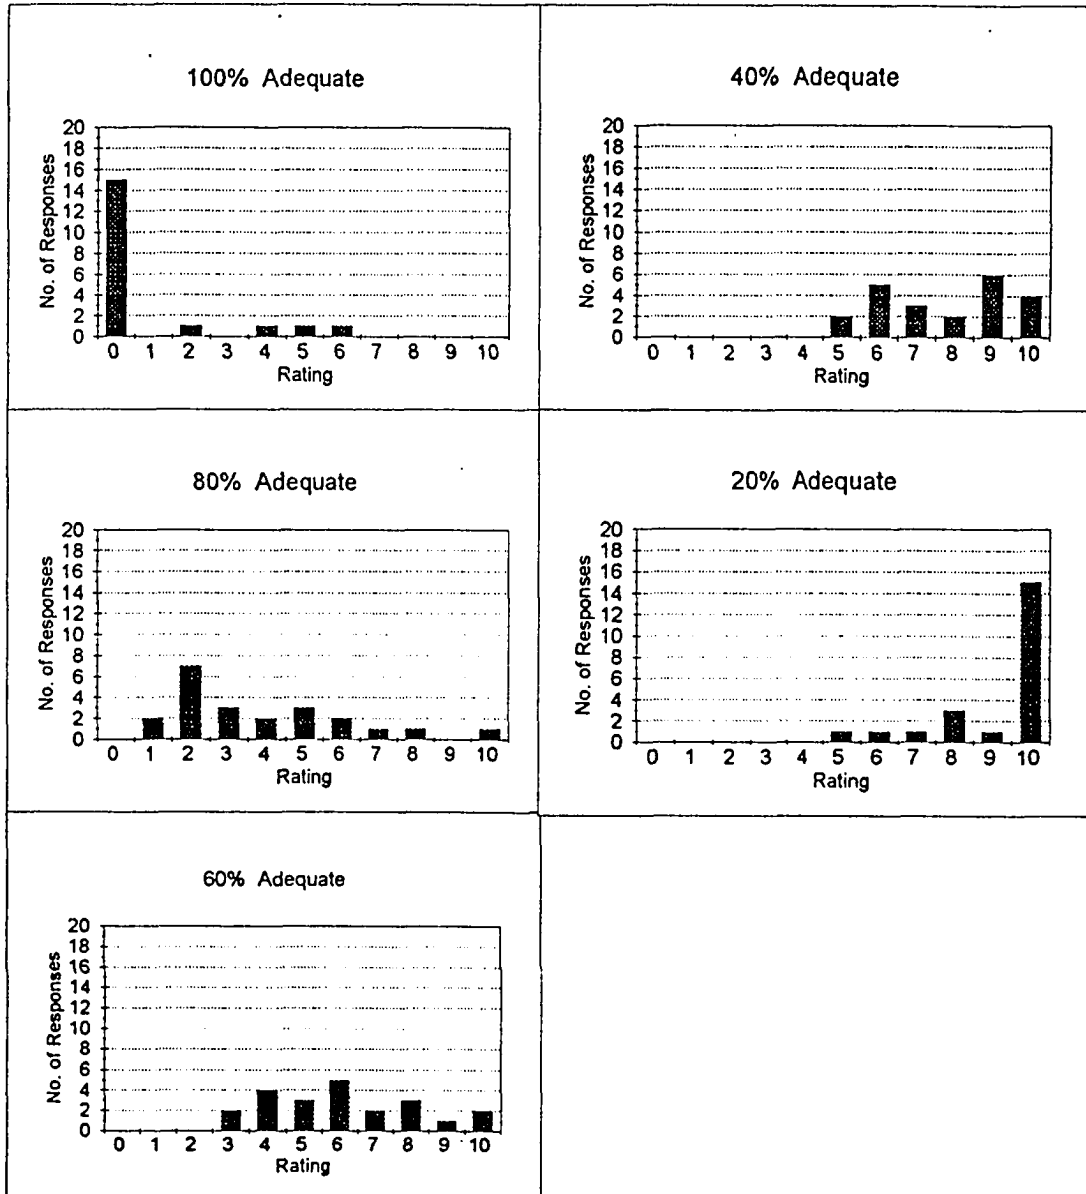 100% Adequate
20
18
16
14
12
10
8
6
4
2
0
No. of Responses
0 1 2 3 4 5 6 7 8 9 10
Rating
40% Adequate
20
18
16
14
12
10
8
6
4
2
0
No. of Responses
0 1 2 3 4 5 6 7 8 9 10
Rating
80% Adequate
20
18
16
14
12
10
8
6
4
2
0
No. of Responses
0 1 2 3 4 5 6 7 8 9 10
Rating
20% Adequate
20
18
16
14
12
10
8
6
4
2
0
No. of Responses
0 1 2 3 4 5 6 7 8 9 10
Rating
60% Adequate
20
18
16
14
12
10
8
6
4
2
0
No. of Responses
0 1 2 3 4 5 6 7 8 9 10
Rating